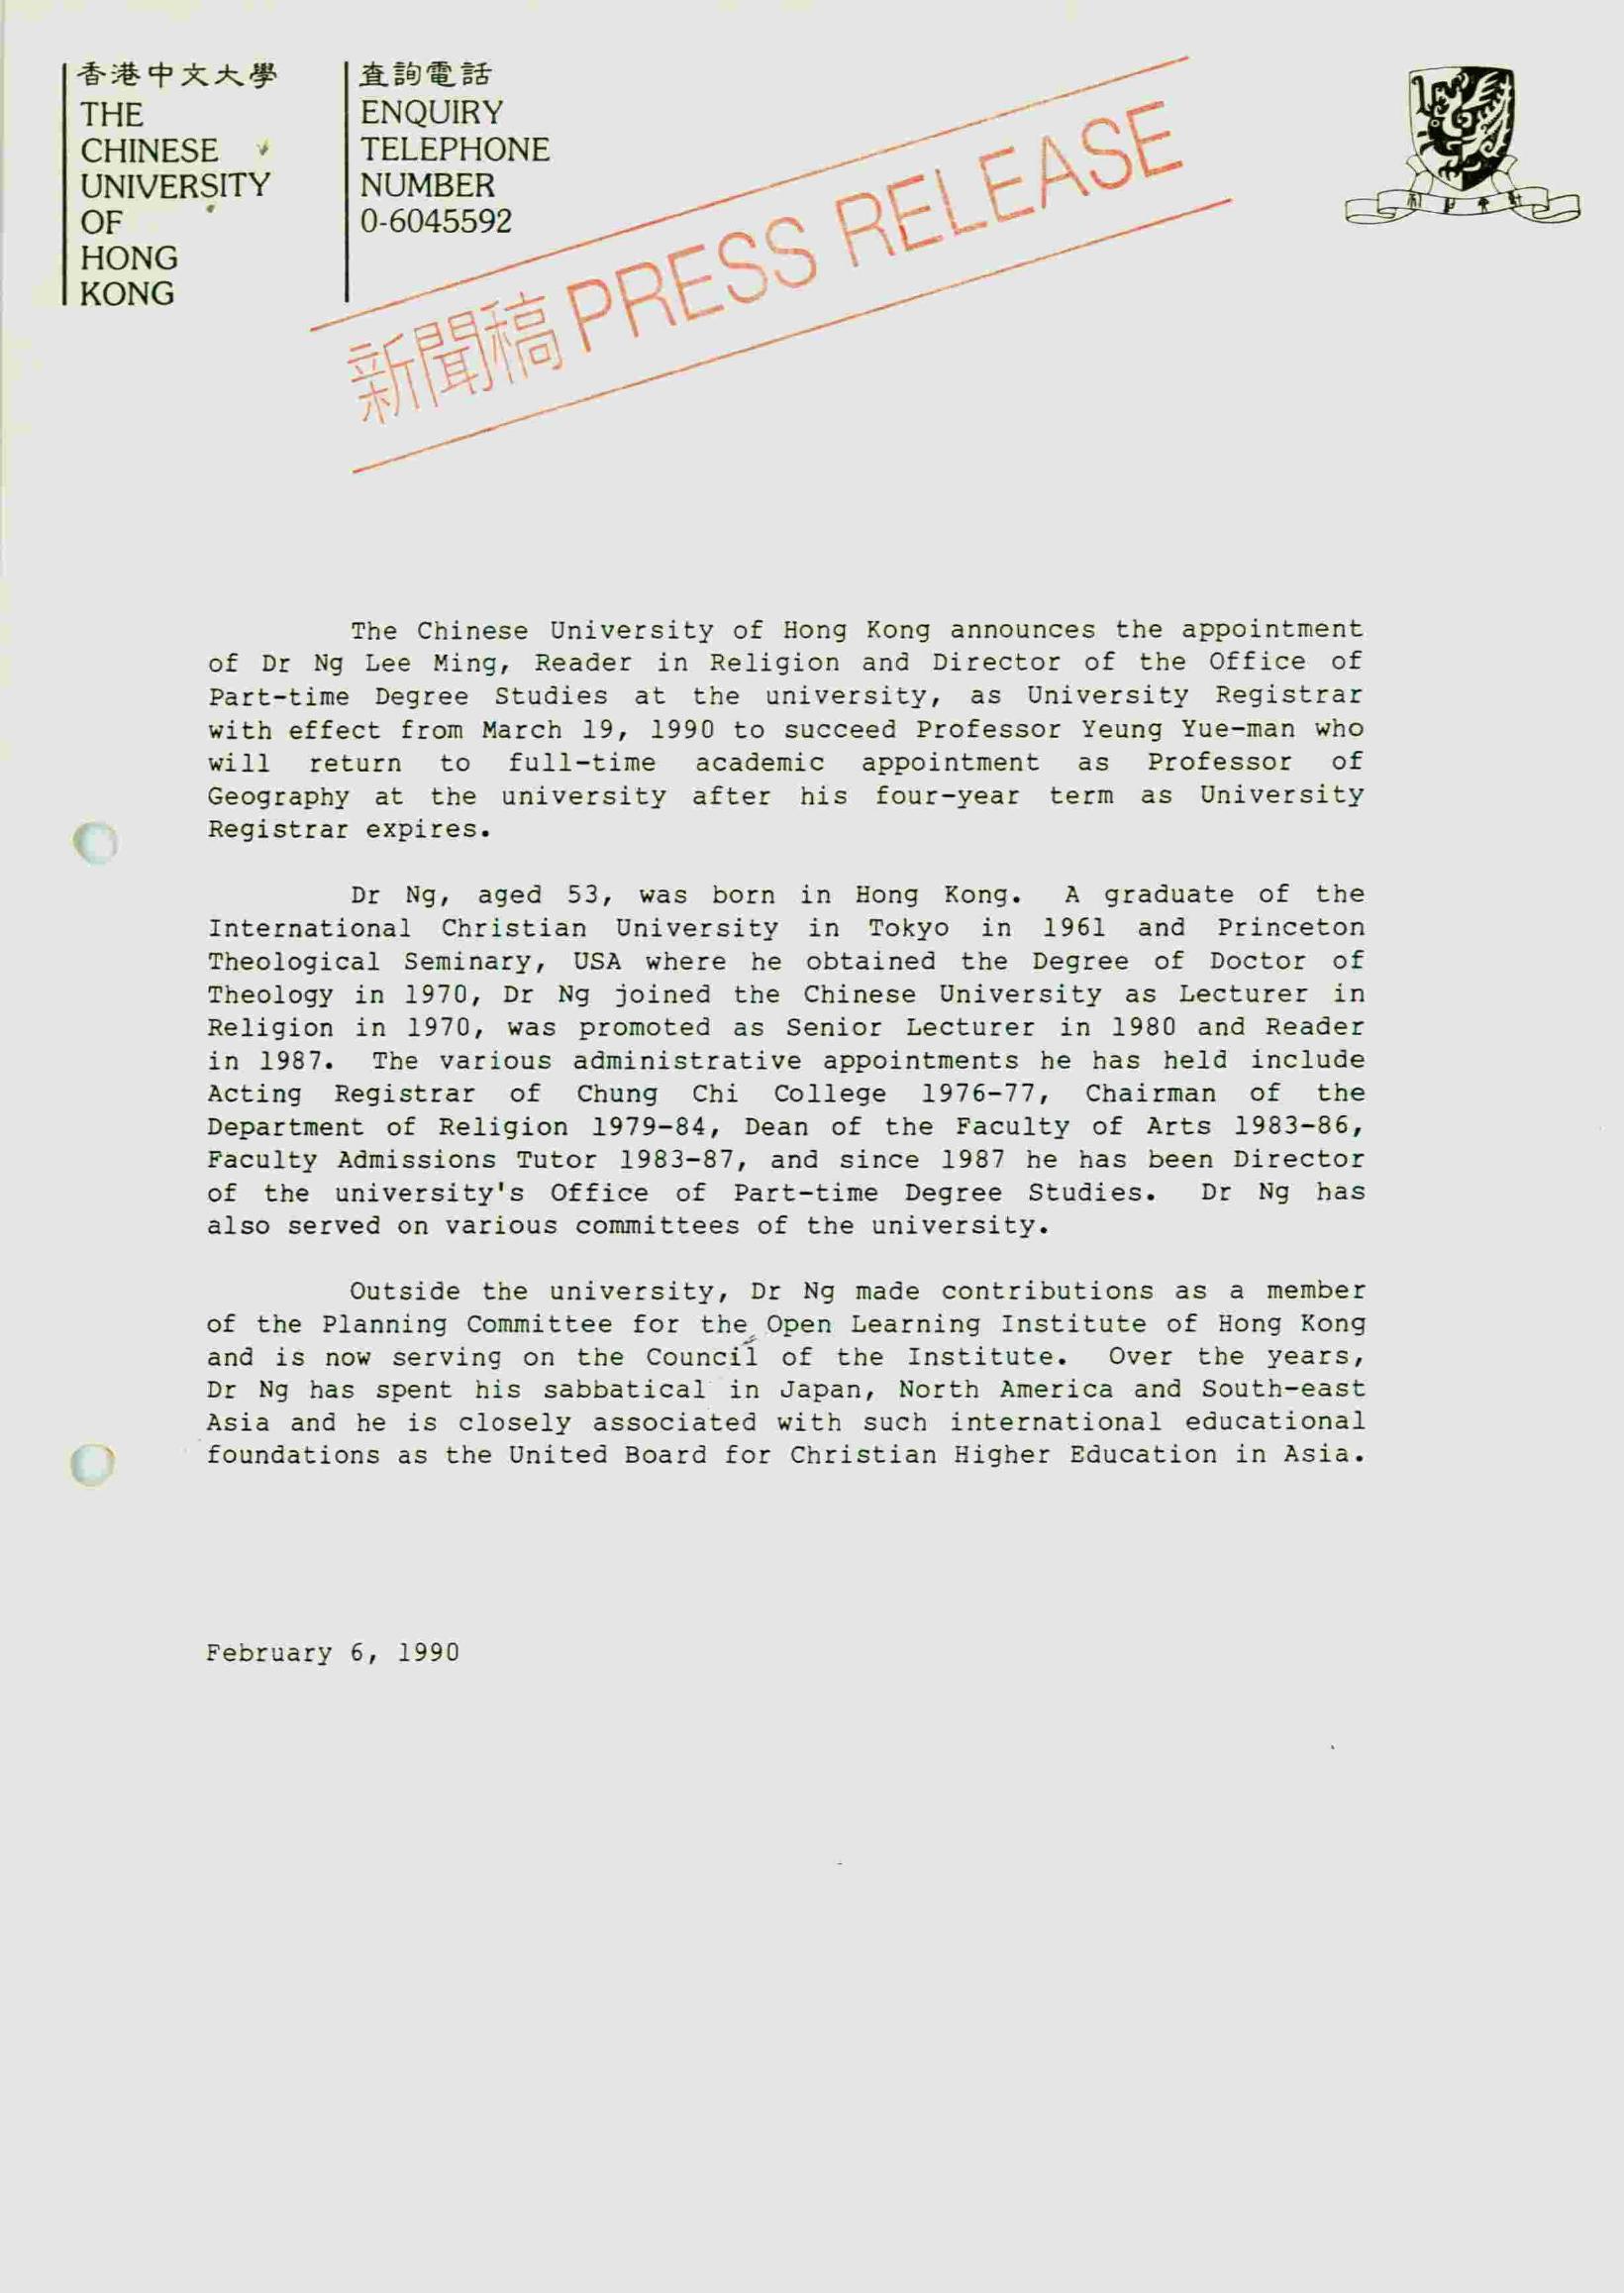 香港中文大學
THE
CHINESE
UNIVERSITY
OF
HONG
KONG
查詢電話
ENQUIRY
TELEPHONE
NUMBER
0-6045592
新聞稿 PRESS RELEASE
The Chinese University of Hong Kong announces the appointment
of Dr Ng Lee Ming, Reader in Religion and Director of the Office of
Part-time Degree Studies at the university, as University Registrar
with effect from March 19, 1990 to succeed Professor Yeung Yue-man who
will return to full-time academic appointment as Professor of
Geography at the university after his four-year term as University
Registrar expires.
Dr Ng, aged 53, was born in Hong Kong. A graduate of the
International Christian University in Tokyo in 1961 and Princeton
Theological Seminary, USA where he obtained the Degree of Doctor of
Theology in 1970, Dr Ng joined the Chinese University as Lecturer in
Religion in 1970, was promoted as Senior Lecturer in 1980 and Reader
in 1987. The various administrative appointments he has held include
Acting Registrar of Chung Chi College 1976-77, Chairman of the
Department of Religion 1979-84, Dean of the Faculty of Arts 1983-86,
Faculty Admissions Tutor 1983-87, and since 1987 he has been Director
of the university's Office of Part-time Degree Studies. Dr Ng has
also served on various committees of the university.
Outside the university, Dr Ng made contributions as a member
of the Planning Committee for the Open Learning Institute of Hong Kong
and is now serving on the Council of the Institute. Over the years,
Dr Ng has spent his sabbatical in Japan, North America and South-east
Asia and he is closely associated with such international educational
foundations as the United Board for Christian Higher Education in Asia.
February 6, 1990